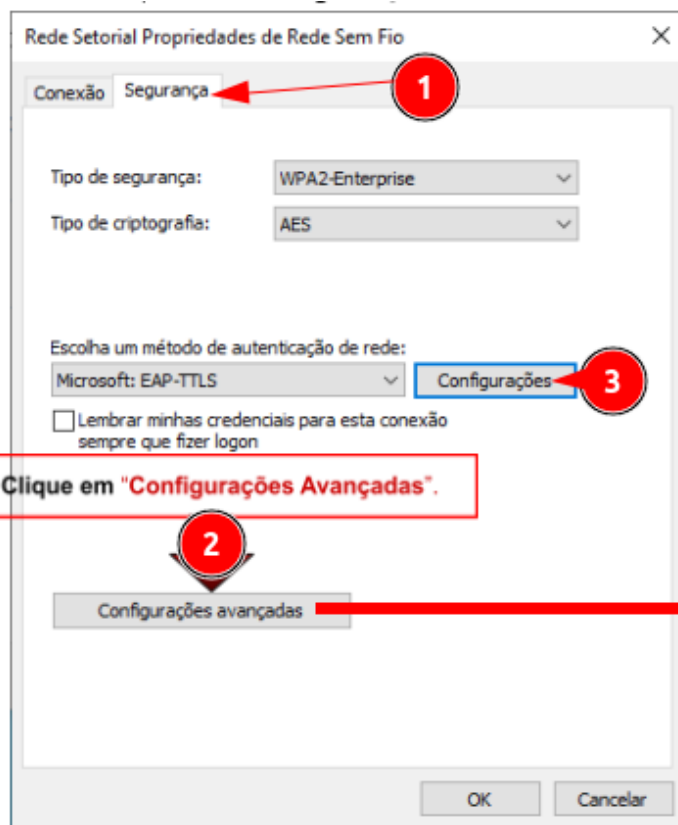 Rede Setorial Propriedades de Rede Sem Fio
Conexão
Segurança
1
Tipo de segurança:
WPA2-Enterprise
Tipo de criptografia:
AES
Escolha um método de autenticação de rede:
Microsoft: EAP-TTLS
Configurações
3
Lembrar minhas credenciais para esta conexão
sempre que fizer logon
Clique em "Configurações Avançadas".
2
Configurações avançadas
OK
Cancelar